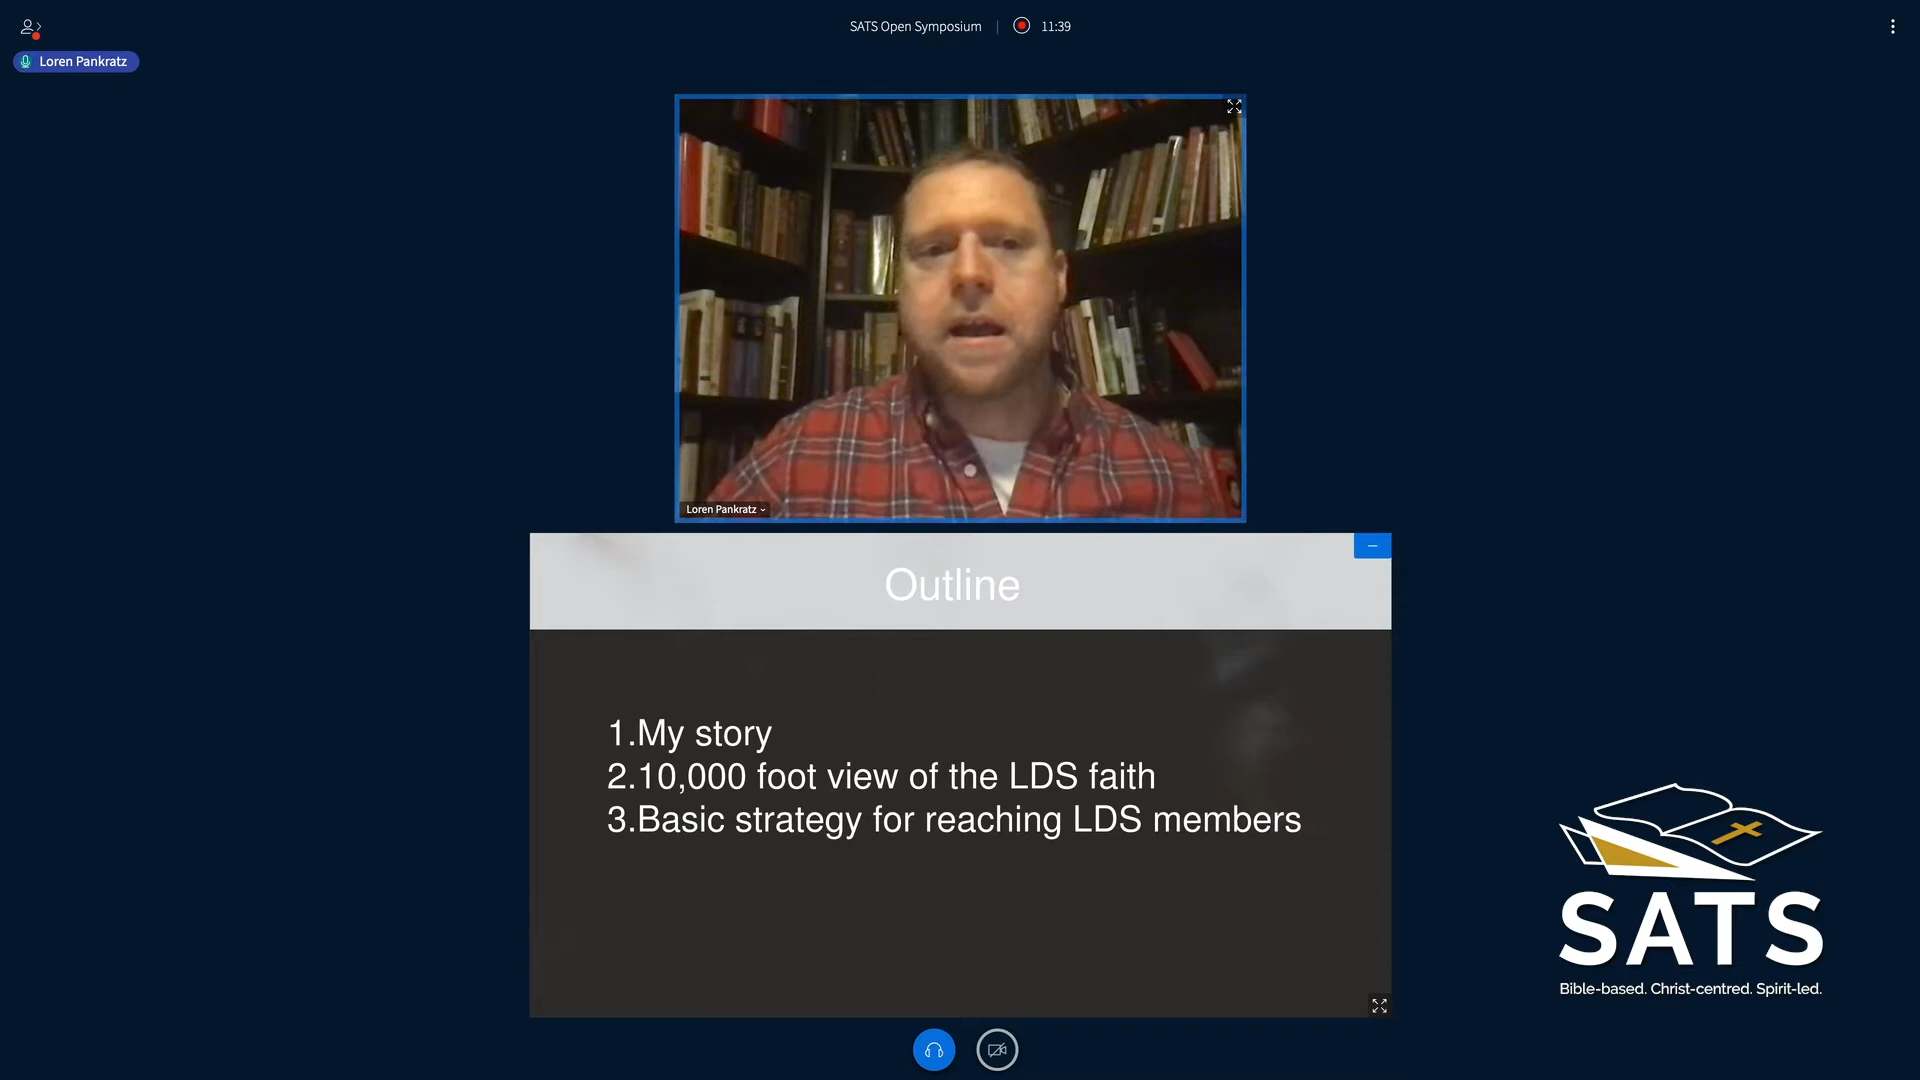 SATS Open Symposium
11:39
Loren Pankratz
Loren Pankratz
Outline
1.My story
2.10,000 foot view of the LDS faith
3.Basic strategy for reaching LDS members
SATS
Bible-based. Christ-centred. Spirit-led.